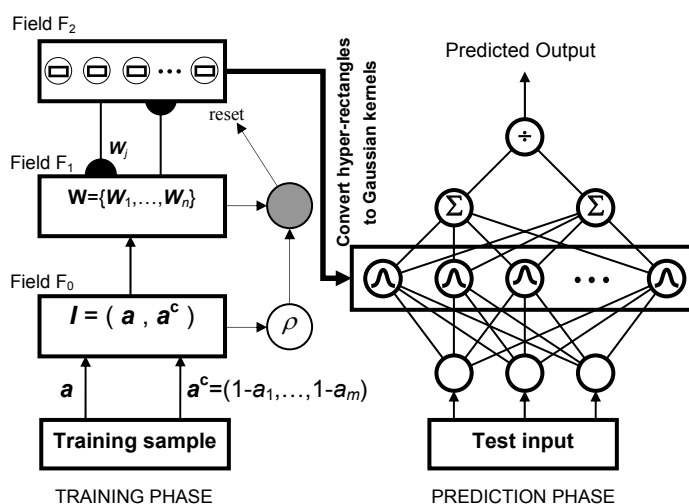 Field F₂
Predicted Output
Convert hyper-rectangles
to Gaussian kernels
reset
÷
Wⱼ
Field F₁
W={W₁,…,Wₙ}
Σ Σ
Field F₀
I = ( a , aᶜ )
ρ
a
aᶜ=(1-a₁,…,1-aₘ)
Training sample
Test input
TRAINING PHASE
PREDICTION PHASE